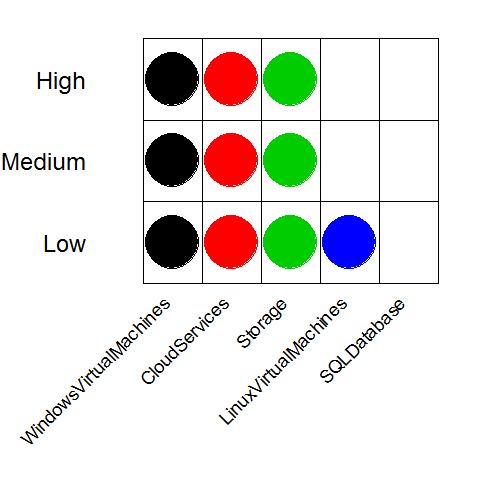 High
Medium
Low
WindowsVirtualMachines
CloudServices
Storage
LinuxVirtualMachines
SQLDatabase